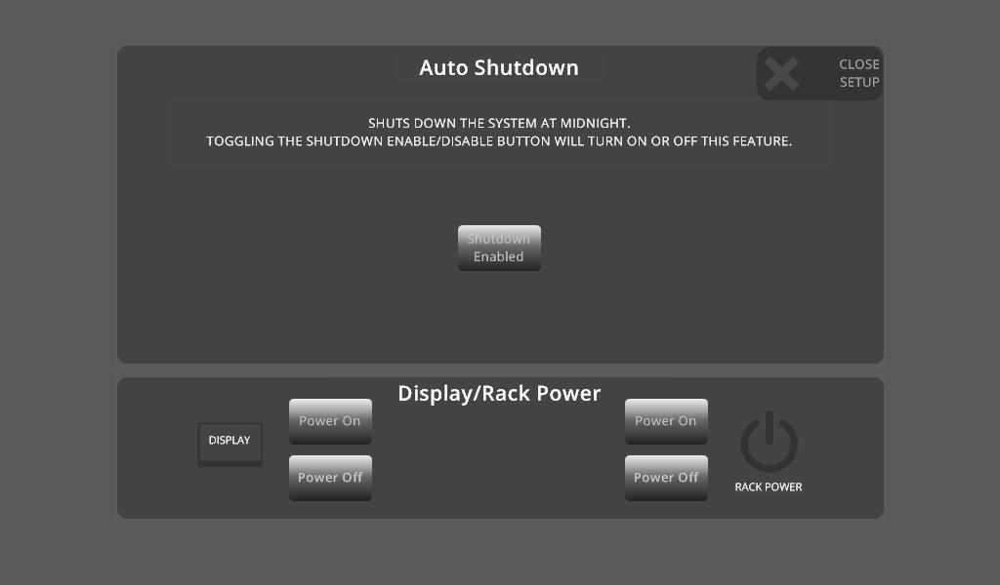 Auto Shutdown
CLOSE
SETUP
SHUTS DOWN THE SYSTEM AT MIDNIGHT.
TOGGLING THE SHUTDOWN ENABLE/DISABLE BUTTON WILL TURN ON OR OFF THIS FEATURE.
Shutdown
Enabled
Display/Rack Power
DISPLAY
Power On
Power Off
Power On
Power Off
RACK POWER